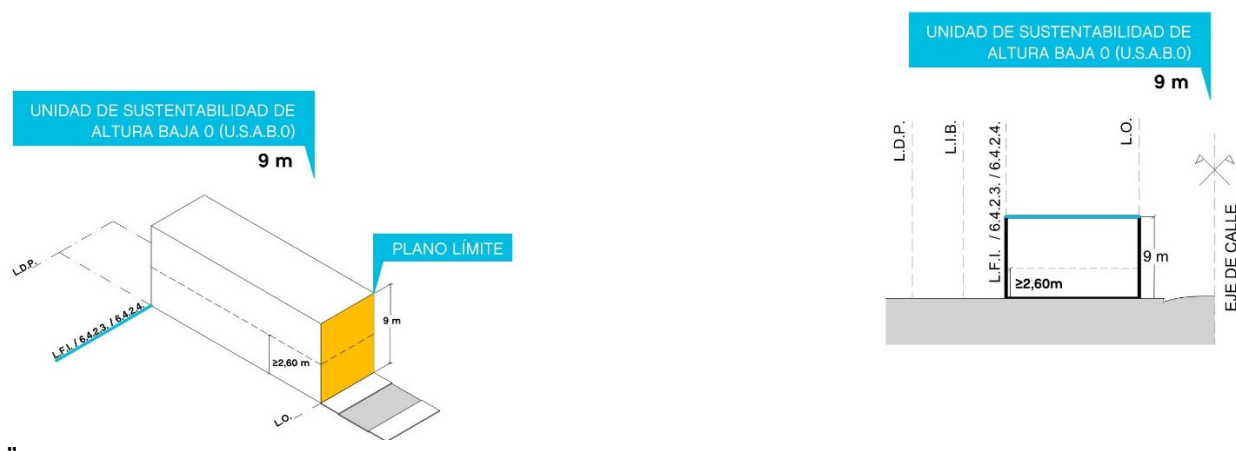 UNIDAD DE SUSTENTABILIDAD DE
ALTURA BAJA 0 (U.S.A.B.0)
9 m
PLANO LÍMITE
L.D.P.
L.F.I. / 6.4.2.3. / 6.4.2.4.
9 m
≥2,60 m
L.O.
"
UNIDAD DE SUSTENTABILIDAD DE
ALTURA BAJA 0 (U.S.A.B.0)
9 m
L.D.P.
L.I.B.
L.F.I. / 6.4.2.3. / 6.4.2.4.
L.O.
9 m
≥2,60m
EJE DE CALLE